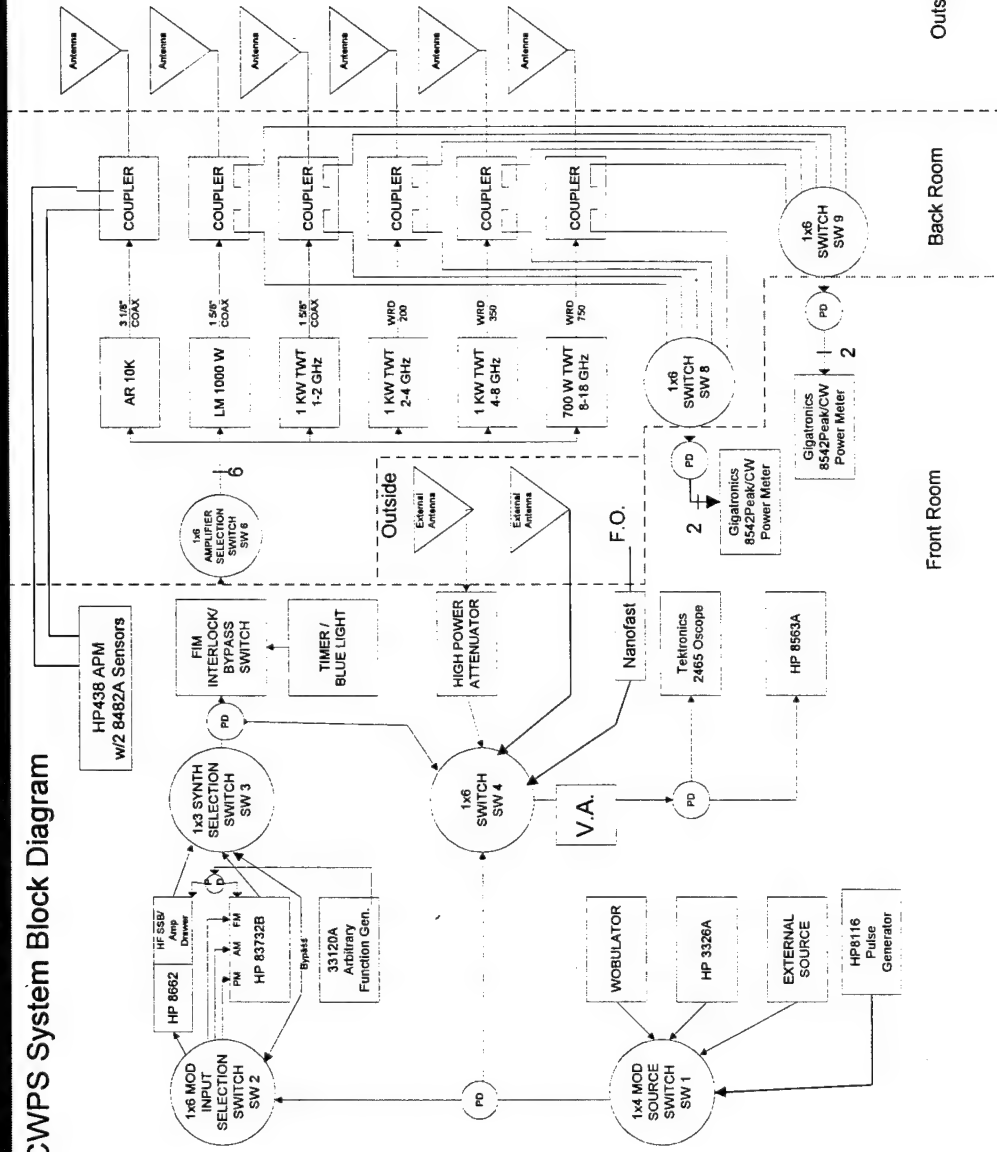 CWPS System Block Diagram
HP438 APM
w/2 8482A Sensors
Antenna
Antenna
Antenna
Antenna
Antenna
Antenna
COUPLER
COUPLER
COUPLER
COUPLER
COUPLER
COUPLER
3 1/8"
COAX
1 5/8"
COAX
1 5/8"
COAX
WRD
200
WRD
350
WRD
750
AR 10K
LM 1000 W
1 KW TWT
1-2 GHz
1 KW TWT
2-4 GHz
1 KW TWT
4-8 GHz
700 W TWT
8-18 GHz
6
1x6
AMPLIFIER
SELECTION
SWITCH
SW 6
Outside
External
Antenna
External
Antenna
F.O.
FIM
INTERLOCK/
BYPASS
SWITCH
TIMER /
BLUE LIGHT
HIGH POWER
ATTENUATOR
Nanofast
Tektronics
2465 Oscope
HP 8563A
PD
1x3 SYNTH
SELECTION
SWITCH
SW 3
1x6
SWITCH
SW 4
V.A.
PD
HF SSB/
Amp
Drawer
HP 8662
P
D
PM
AM
FM
HP 83732B
Bypass
33120A
Arbitrary
Function Gen.
1x6 MOD
INPUT
SELECTION
SWITCH
SW 2
PD
1x4 MOD
SOURCE
SWITCH
SW 1
WOBULATOR
HP 3326A
EXTERNAL
SOURCE
HP8116
Pulse
Generator
1x6
SWITCH
SW 8
PD
2
Gigatronics
8542Peak/CW
Power Meter
1x6
SWITCH
SW 9
PD
2
Gigatronics
8542Peak/CW
Power Meter
Front Room
Back Room
Outs